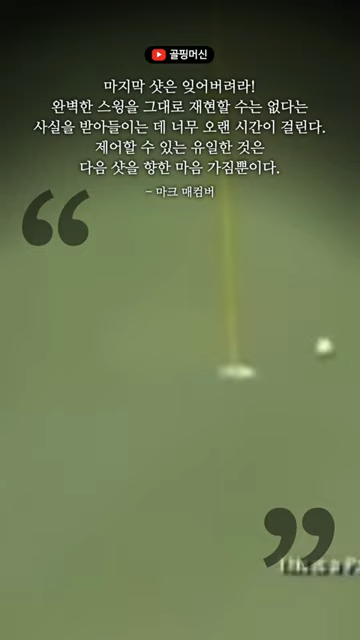 골핑머신
마지막 샷은 잊어버려라!
완벽한 스윙을 그대로 재현할 수는 없다는
사실을 받아들이는 데 너무 오랜 시간이 걸린다.
제어할 수 있는 유일한 것은
다음 샷을 향한 마음 가짐뿐이다.
– 마크 매컴버
“
”